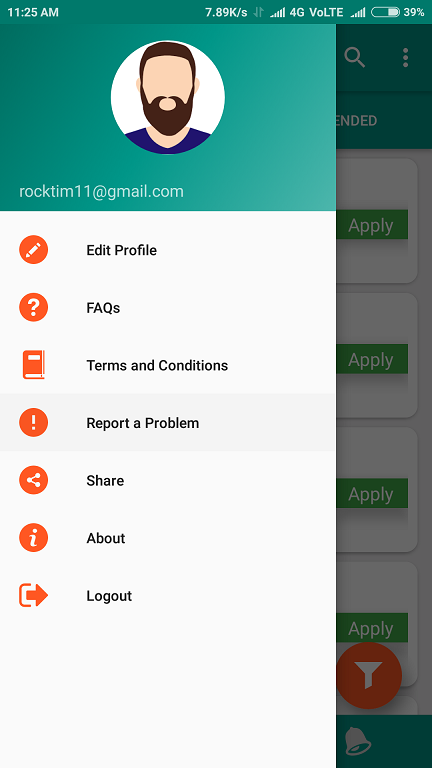 11:25 AM
7.89K/s 4G VoLTE 39%
ENDED
rocktim11@gmail.com
Apply
Edit Profile
FAQs
Apply
Terms and Conditions
Report a Problem
Share
Apply
About
Logout
Apply